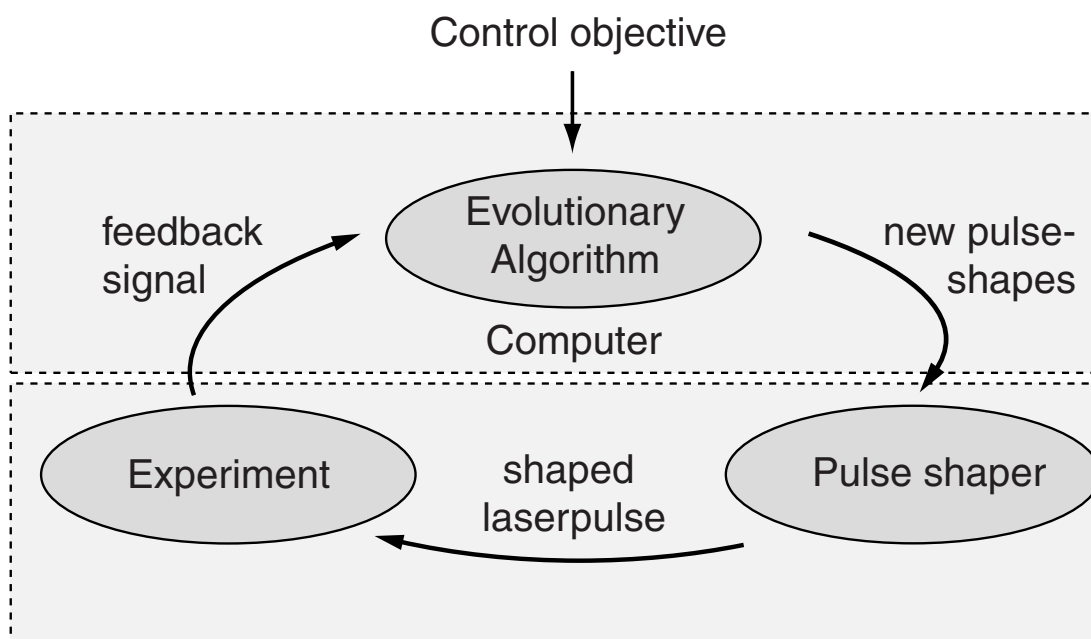 Control objective
Evolutionary
Algorithm
feedback
signal
new pulse-
shapes
Computer
Experiment
shaped
laserpulse
Pulse shaper